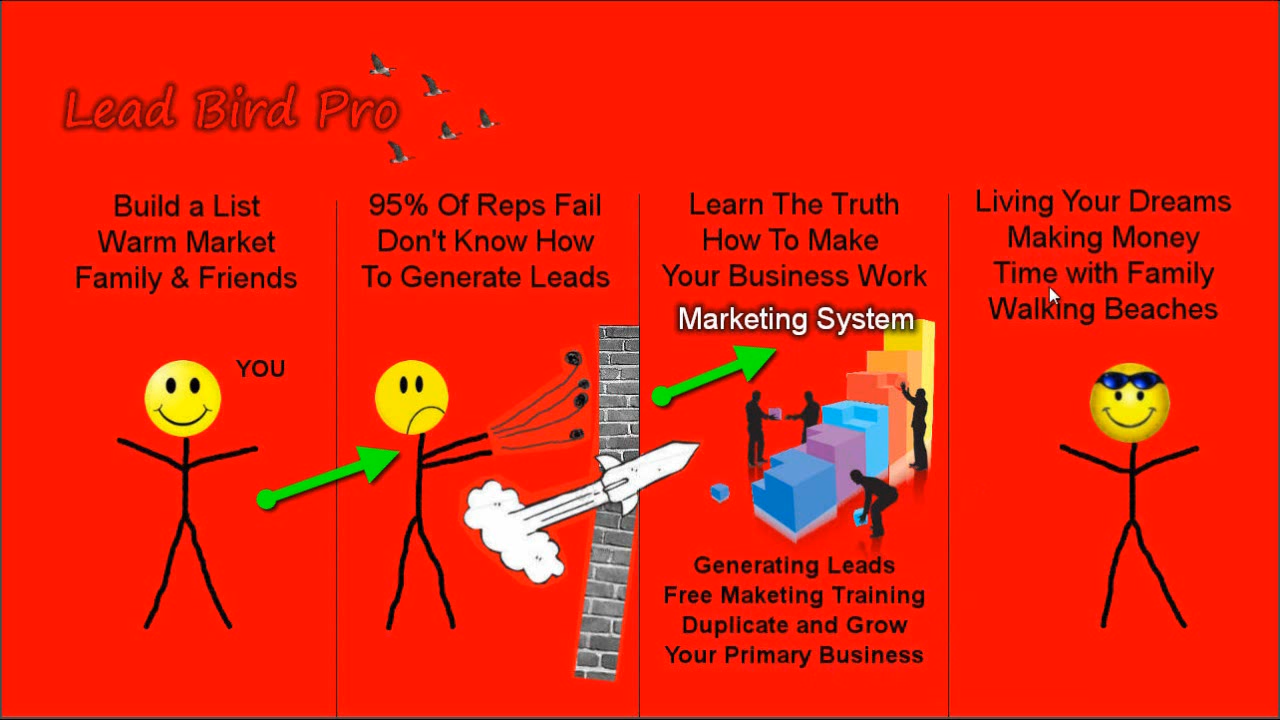 Lead Bird Pro
Build a List
Warm Market
Family & Friends
YOU
95% Of Reps Fail
Don't Know How
To Generate Leads
Learn The Truth
How To Make
Your Business Work
Marketing System
Generating Leads
Free Maketing Training
Duplicate and Grow
Your Primary Business
Living Your Dreams
Making Money
Time with Family
Walking Beaches